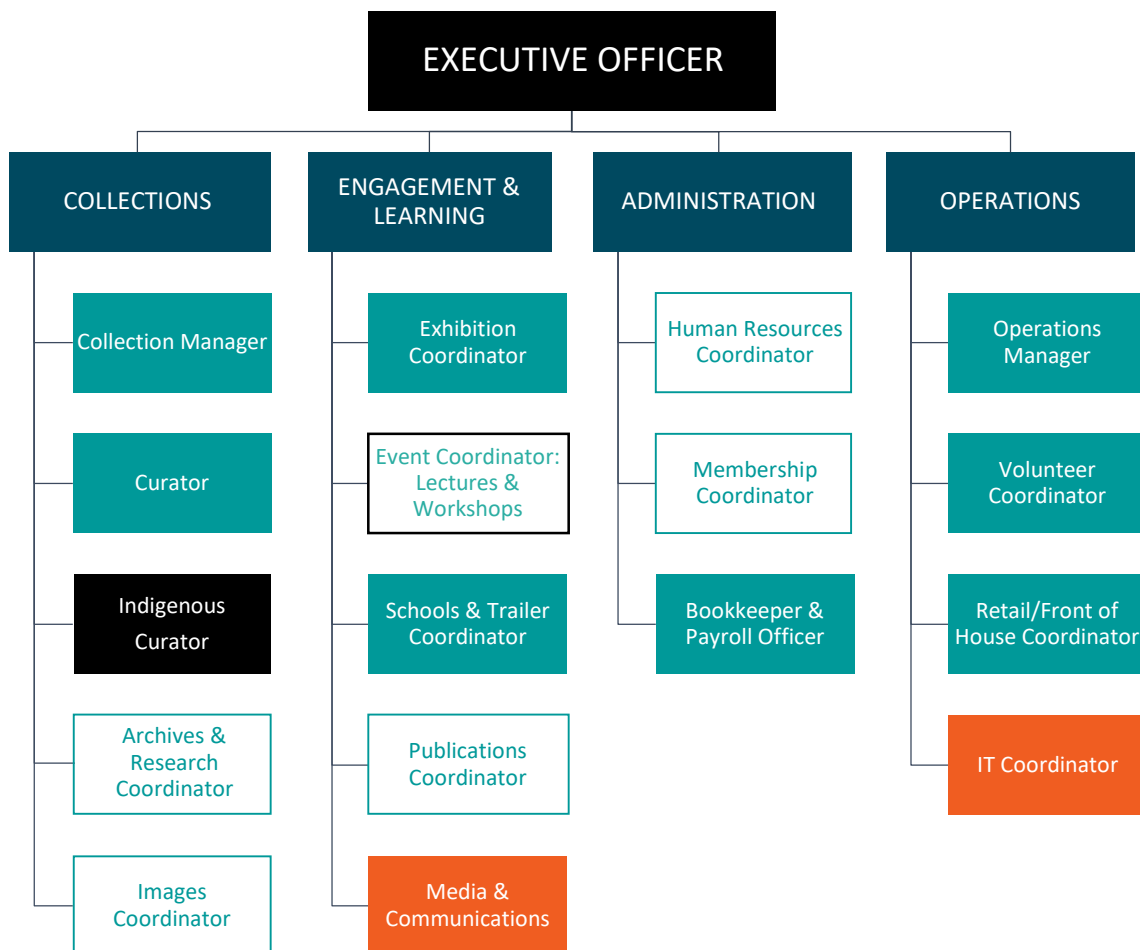 EXECUTIVE OFFICER
COLLECTIONS
ENGAGEMENT &
LEARNING
ADMINISTRATION
OPERATIONS
Collection Manager
Exhibition
Coordinator
Human Resources
Coordinator
Operations
Manager
Curator
Event Coordinator:
Lectures &
Workshops
Membership
Coordinator
Volunteer
Coordinator
Indigenous
Curator
Schools & Trailer
Coordinator
Bookkeeper &
Payroll Officer
Retail/Front of
House Coordinator
Archives &
Research
Coordinator
Publications
Coordinator
IT Coordinator
Images
Coordinator
Media &
Communications